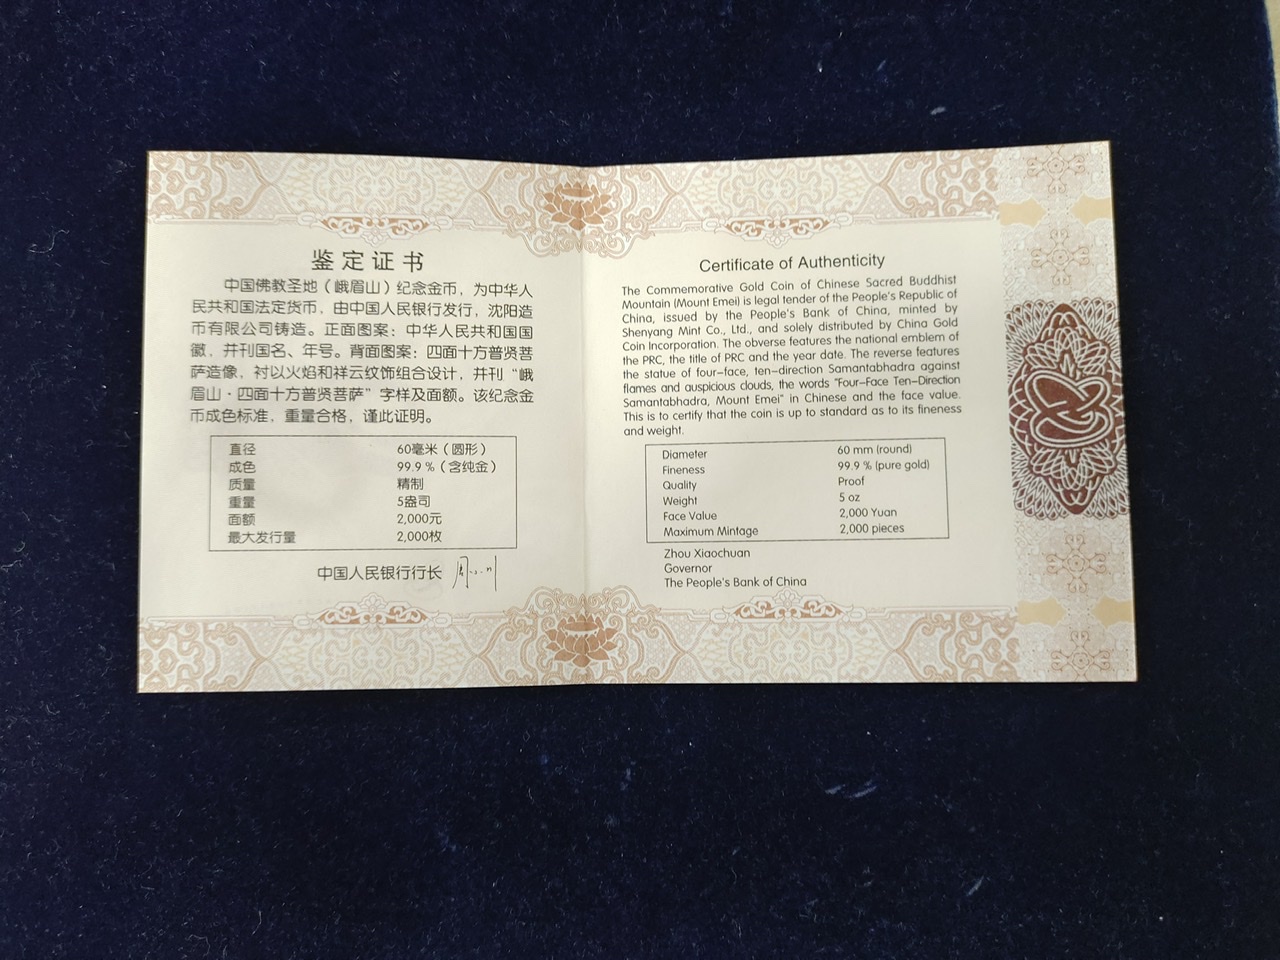 鉴定证书
中国佛教圣地（峨眉山）纪念金币，为中华人
民共和国法定货币，由中国人民银行发行，沈阳造
币有限公司铸造。正面图案：中华人民共和国国
徽，并刊国名、年号。背面图案：四面十方普贤菩
萨造像，衬以火焰和祥云纹饰组合设计，并刊“峨
眉山·四面十方普贤菩萨”字样及面额。该纪念金
币成色标准，重量合格，谨此证明。
直径 60毫米（圆形）
成色 99.9％（含纯金）
质量 精制
重量 5盎司
面额 2,000元
最大发行量 2,000枚
中国人民银行行长
Certificate of Authenticity
The Commemorative Gold Coin of Chinese Sacred Buddhist
Mountain (Mount Emei) is legal tender of the People's Republic of
China, issued by the People's Bank of China, minted by
Shenyang Mint Co., Ltd., and solely distributed by China Gold
Coin Incorporation. The obverse features the national emblem of
the PRC, the title of PRC and the year date. The reverse features
the statue of four-face, ten-direction Samantabhadra against
flames and auspicious clouds, the words "Four-Face Ten-Direction
Samantabhadra, Mount Emei" in Chinese and the face value.
This is to certify that the coin is up to standard as to its fineness
and weight.
Diameter 60 mm (round)
Fineness 99.9 % (pure gold)
Quality Proof
Weight 5 oz
Face Value 2,000 Yuan
Maximum Mintage 2,000 pieces
Zhou Xiaochuan
Governor
The People's Bank of China